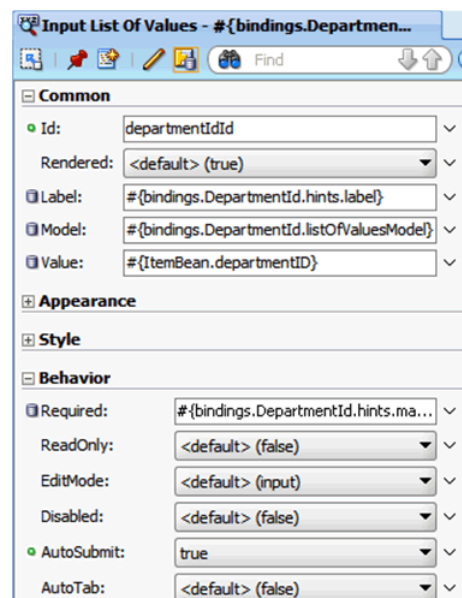 Input List Of Values - #{bindings.Departmen...
Find
Common
Id: departmentIdId
Rendered: <default> (true)
Label: #{bindings.DepartmentId.hints.label}
Model: #{bindings.DepartmentId.listOfValuesModel}
Value: #{ItemBean.departmentID}
Appearance
Style
Behavior
Required: #{bindings.DepartmentId.hints.ma...
ReadOnly: <default> (false)
EditMode: <default> (input)
Disabled: <default> (false)
AutoSubmit: true
AutoTab: <default> (false)